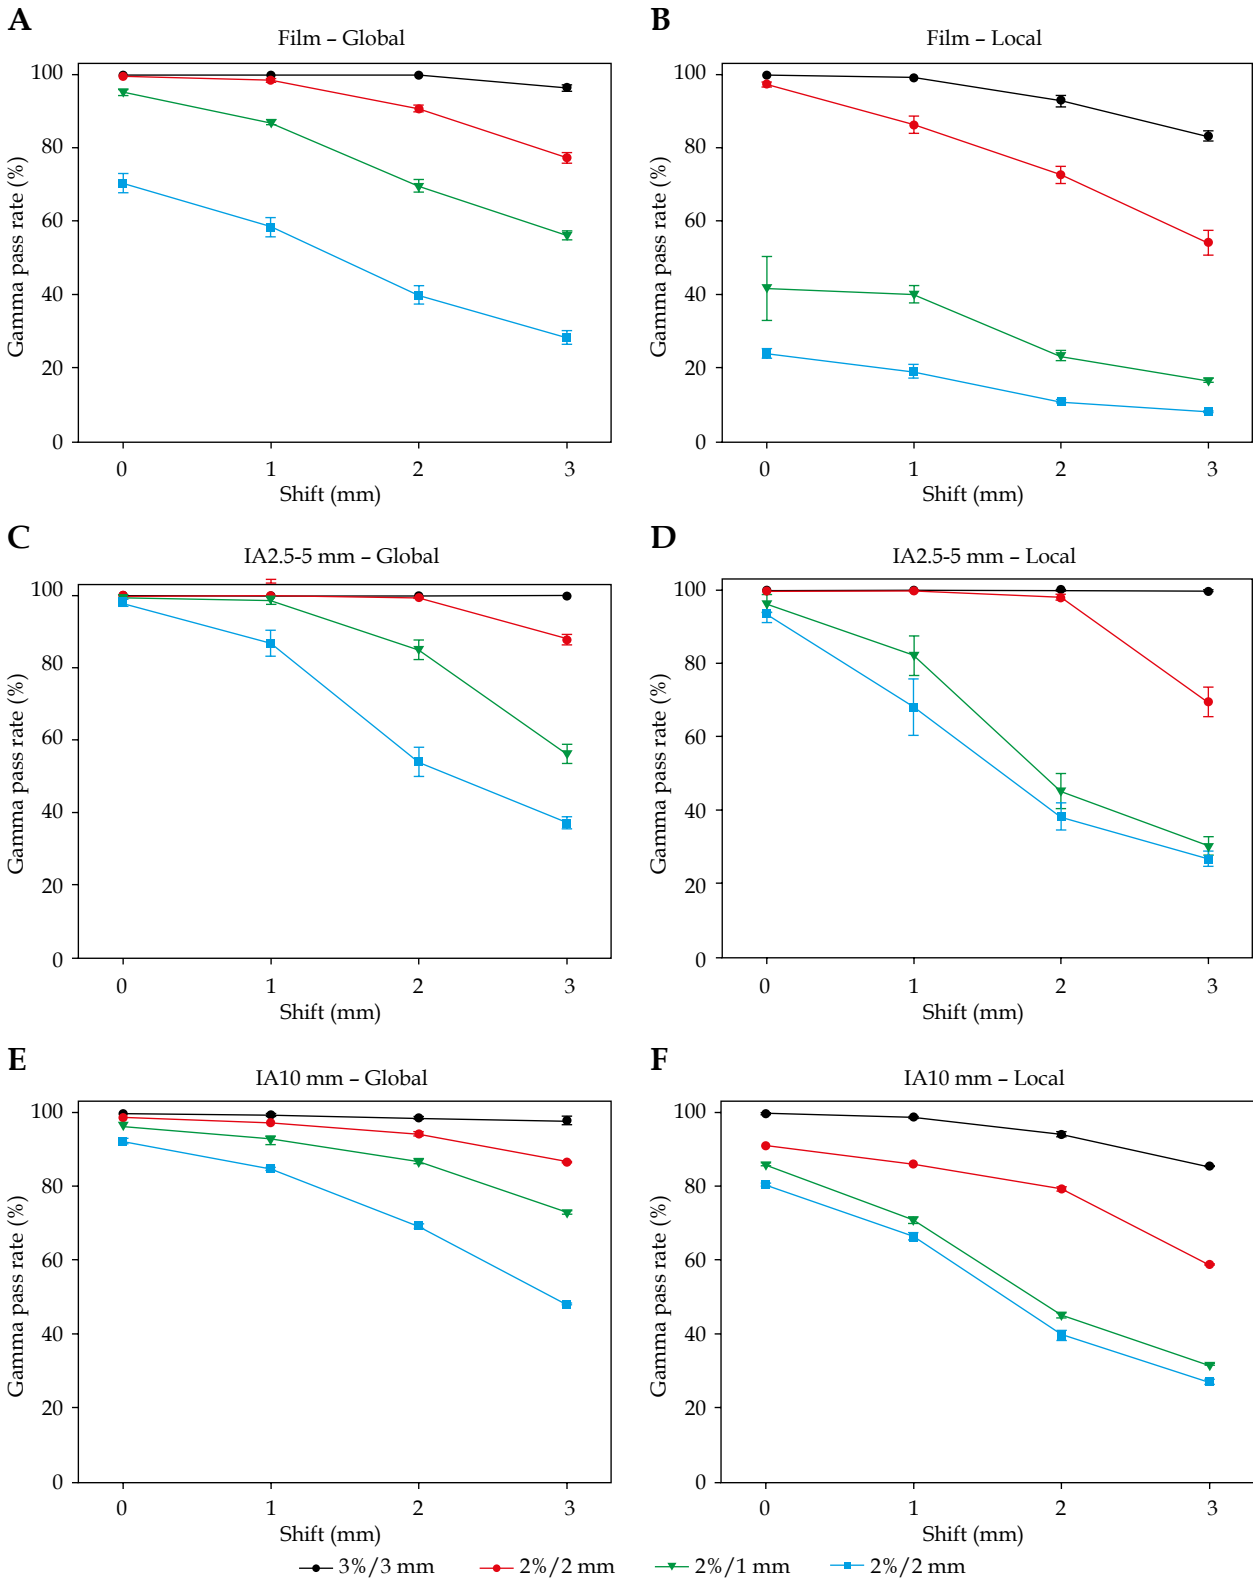 A
Film – Global
100
80
60
40
20
0
Gamma pass rate (%)
0 1 2 3
Shift (mm)
B
Film – Local
100
80
60
40
20
0
Gamma pass rate (%)
0 1 2 3
Shift (mm)
C
IA2.5-5 mm – Global
100
80
60
40
20
0
Gamma pass rate (%)
0 1 2 3
Shift (mm)
D
IA2.5-5 mm – Local
100
80
60
40
20
0
Gamma pass rate (%)
0 1 2 3
Shift (mm)
E
IA10 mm – Global
100
80
60
40
20
0
Gamma pass rate (%)
0 1 2 3
Shift (mm)
F
IA10 mm – Local
100
80
60
40
20
0
Gamma pass rate (%)
0 1 2 3
Shift (mm)
3%/3 mm 2%/2 mm 2%/1 mm 2%/2 mm